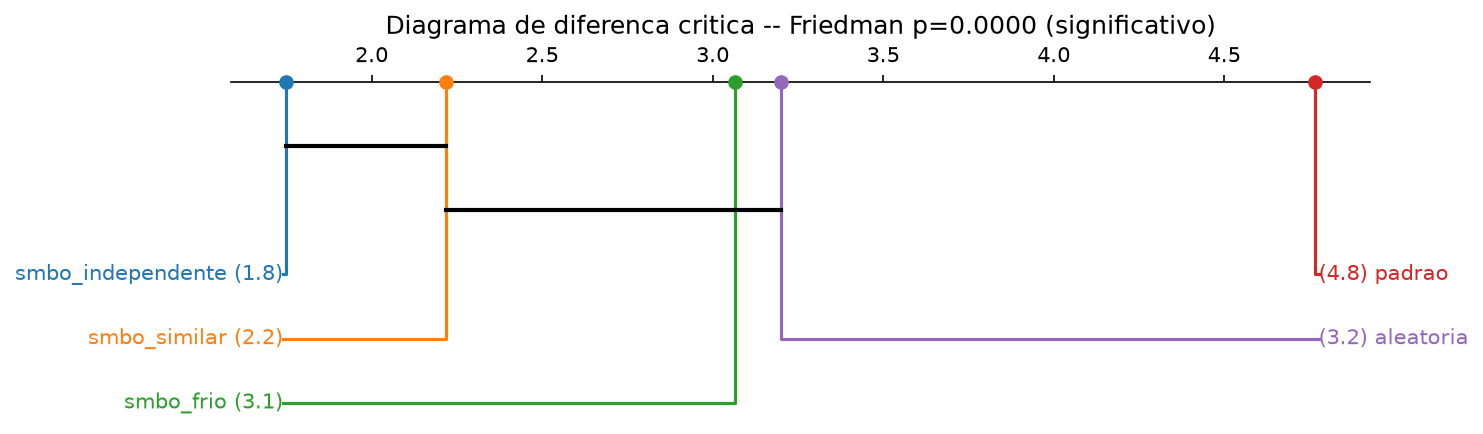 Diagrama de diferenca critica -- Friedman p=0.0000 (significativo)
2.0 2.5 3.0 3.5 4.0 4.5
smbo_independente (1.8) (4.8) padrao
smbo_similar (2.2) (3.2) aleatoria
smbo_frio (3.1)